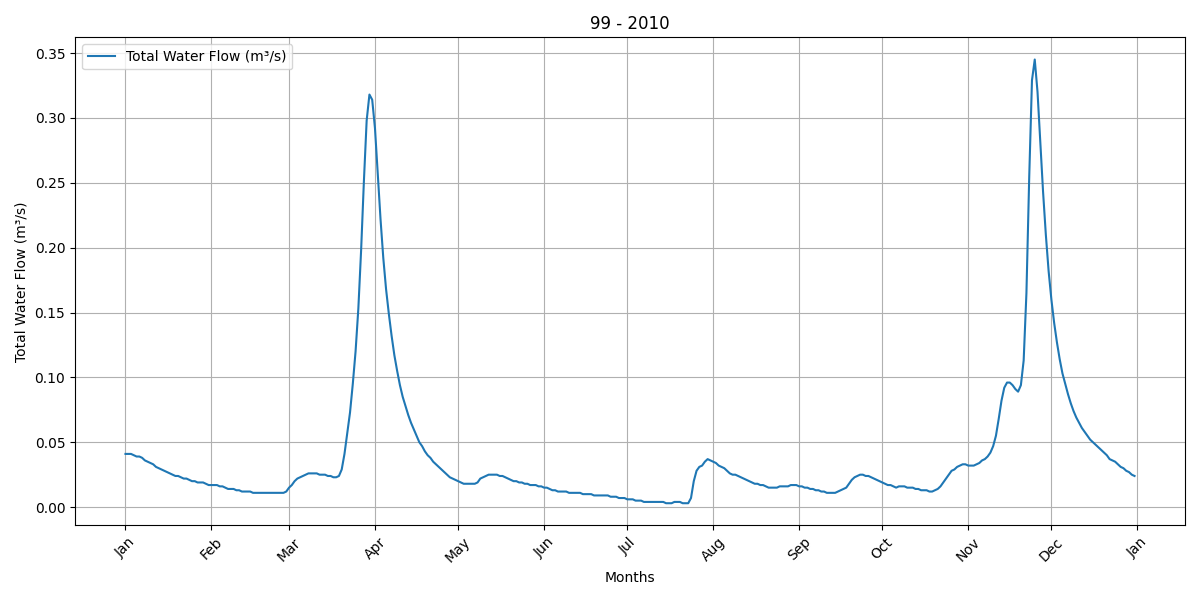 99 - 2010
Total Water Flow (m³/s)
Total Water Flow (m³/s)
0.35
0.30
0.25
0.20
0.15
0.10
0.05
0.00
Jan
Feb
Mar
Apr
May
Jun
Jul
Aug
Sep
Oct
Nov
Dec
Jan
Months